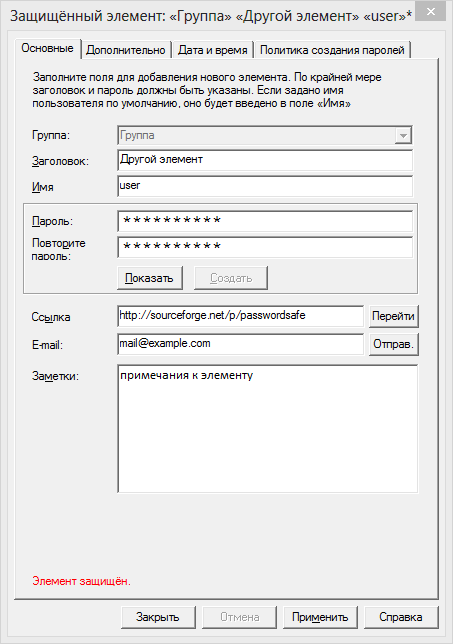 Защищённый элемент: «Группа» «Другой элемент» «user»*
Основные Дополнительно Дата и время Политика создания паролей
Заполните поля для добавления нового элемента. По крайней мере
заголовок и пароль должны быть указаны. Если задано имя
пользователя по умолчанию, оно будет введено в поле «Имя»
Группа: Группа
Заголовок: Другой элемент
Имя user
Пароль: **********
Повторите
пароль: **********
Показать Создать
Ссылка http://sourceforge.net/p/passwordsafe Перейти
E-mail: mail@example.com Отправ.
Заметки: примечания к элементу
Элемент защищён.
Закрыть Отмена Применить Справка